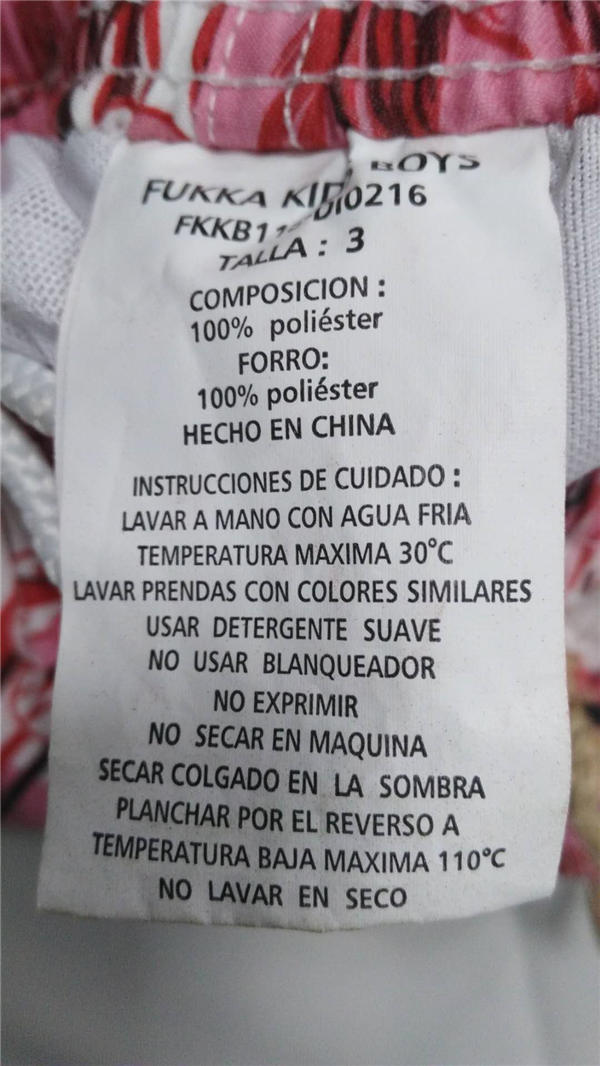 FUKKA KIDS BOYS
TALLA : 3
COMPOSICION :
100% poliéster
FORRO:
100% poliéster
HECHO EN CHINA
INSTRUCCIONES DE CUIDADO :
LAVAR A MANO CON AGUA FRIA
TEMPERATURA MAXIMA 30°C
LAVAR PRENDAS CON COLORES SIMILARES
USAR DETERGENTE SUAVE
NO USAR BLANQUEADOR
NO EXPRIMIR
NO SECAR EN MAQUINA
SECAR COLGADO EN LA SOMBRA
PLANCHAR POR EL REVERSO A
TEMPERATURA BAJA MAXIMA 110°C
NO LAVAR EN SECO